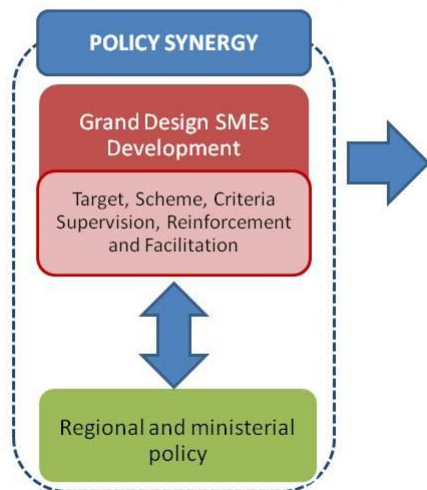 POLICY SYNERGY
Grand Design SMEs
Development
Target, Scheme, Criteria
Supervision, Reinforcement
and Facilitation
Regional and ministerial
policy